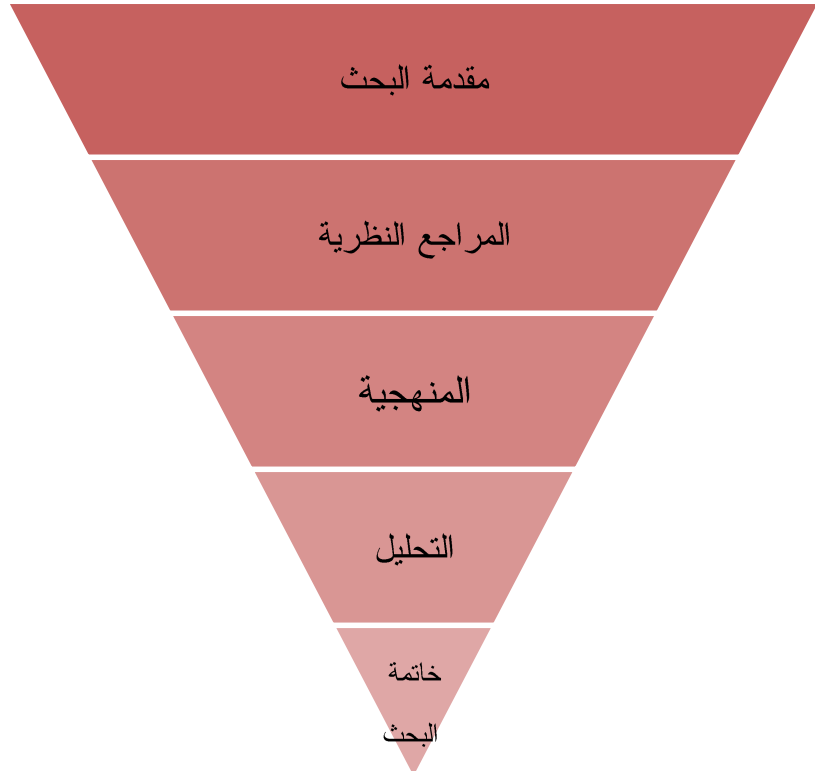 مقدمة البحث
المراجع النظرية
المنهجية
التحليل
خاتمة
البحث